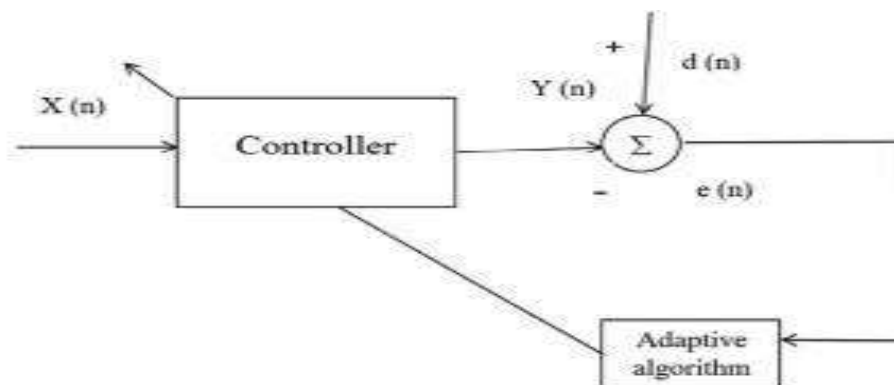 +
d (n)
X (n)
Y (n)
Controller
Σ
-
e (n)
Adaptive
algorithm